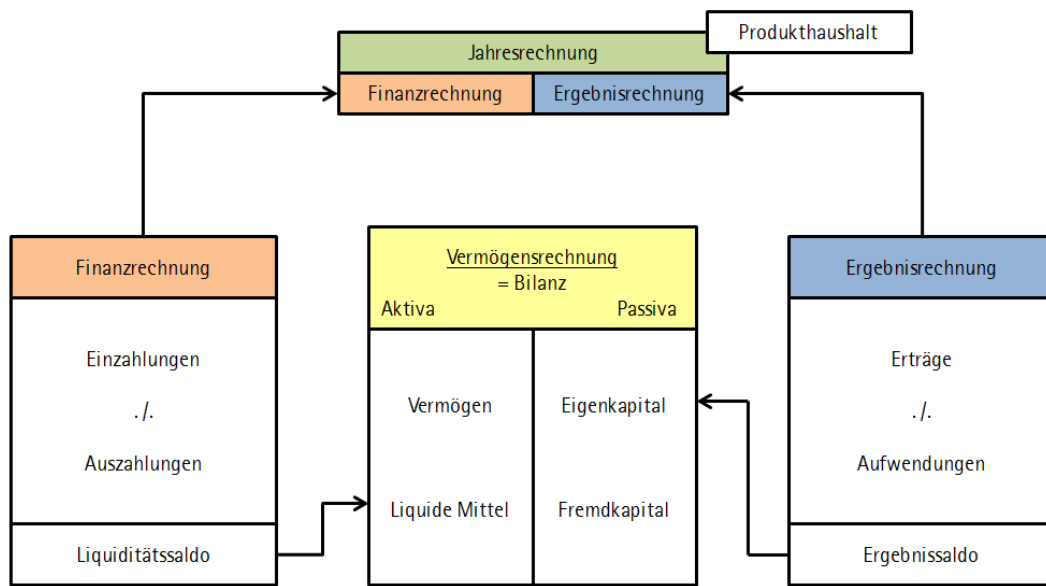 Produkthaushalt
Jahresrechnung
Finanzrechnung Ergebnisrechnung
Finanzrechnung
Einzahlungen
./.
Auszahlungen
Liquiditätssaldo
Vermögensrechnung
= Bilanz
Aktiva Passiva
Vermögen Eigenkapital
Liquide Mittel Fremdkapital
Ergebnisrechnung
Erträge
./.
Aufwendungen
Ergebnissaldo